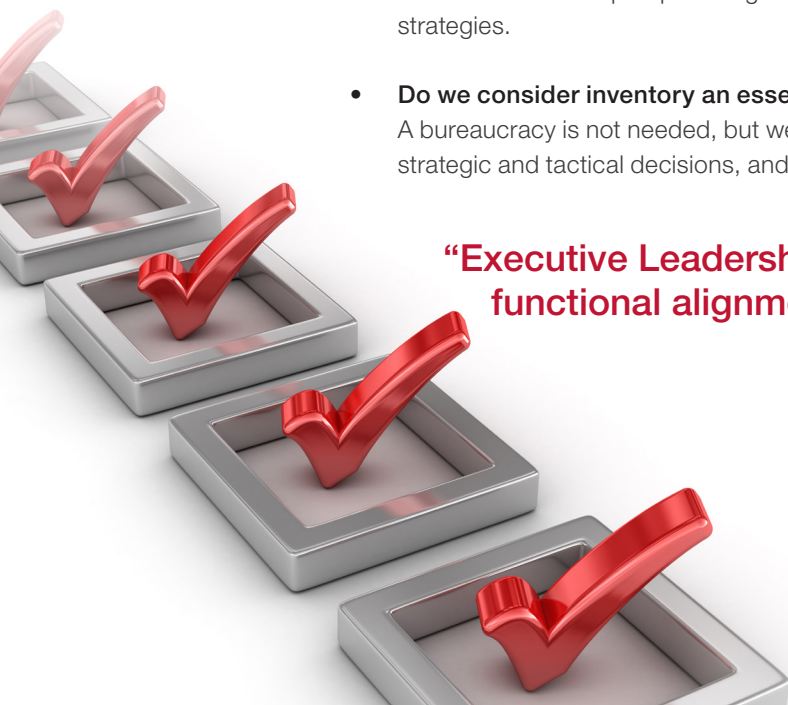 strategies.
• Do we consider inventory an esse
A bureaucracy is not needed, but we
strategic and tactical decisions, and
“Executive Leadersh
functional alignme